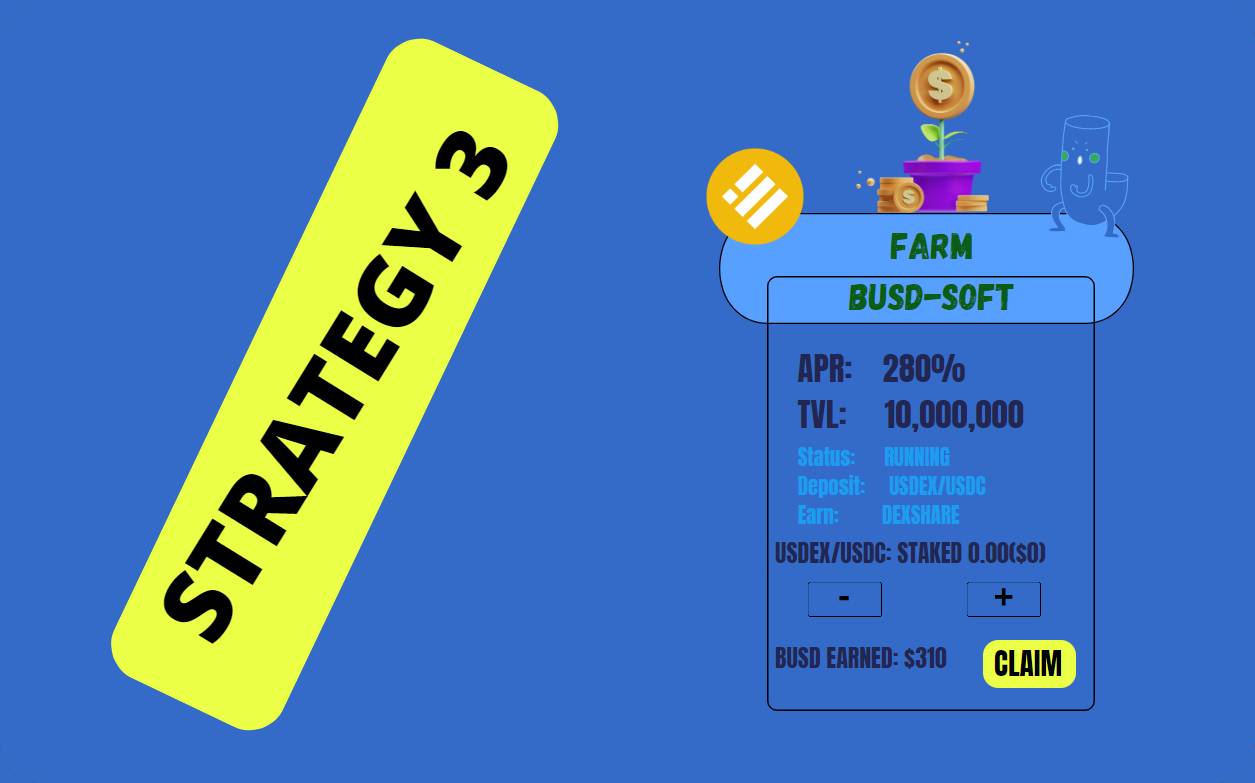 STRATEGY 3
FARM
BUSD-SOFT
APR: 280%
TVL: 10,000,000
Status: RUNNING
Deposit: USDEX/USDC
Earn: DEXSHARE
USDEX/USDC: STAKED 0.00($0)
- +
BUSD EARNED: $310 CLAIM